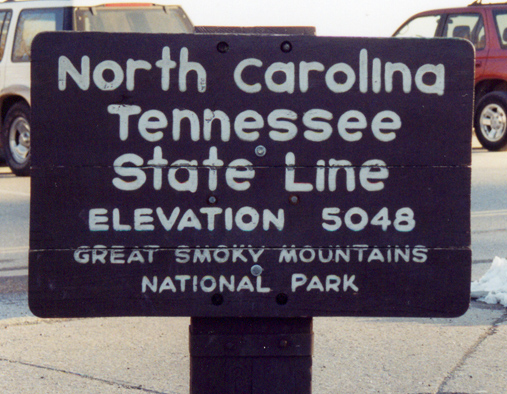 North Carolina
Tennessee
State Line
ELEVATION 5048
GREAT SMOKY MOUNTAINS
NATIONAL PARK